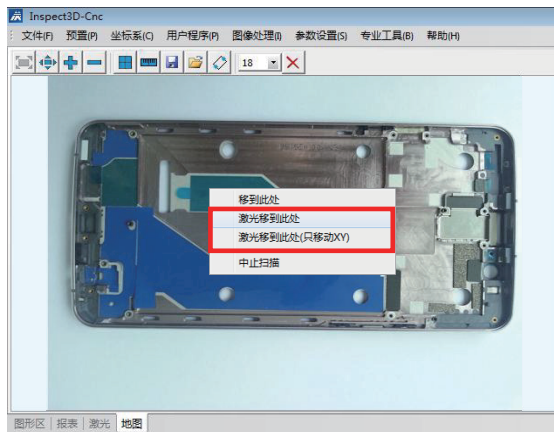 Inspect3D-Cnc
文件(F) 预置(P) 坐标系(C) 用户程序(P) 图像处理(I) 参数设置(S) 专业工具(B) 帮助(H)
18
移到此处
激光移到此处
激光移到此处(只移动XY)
中止扫描
图形区 报表 激光 地图